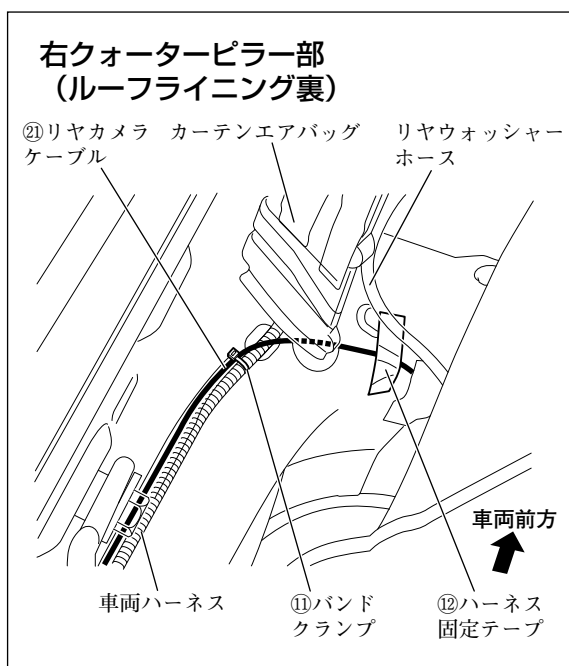 右クォーターピラー部
（ルーフライニング裏）
㉑リヤカメラ
ケーブル
カーテンエアバッグ
リヤウォッシャー
ホース
車両前方
車両ハーネス
⑪バンド
クランプ
⑫ハーネス
固定テープ